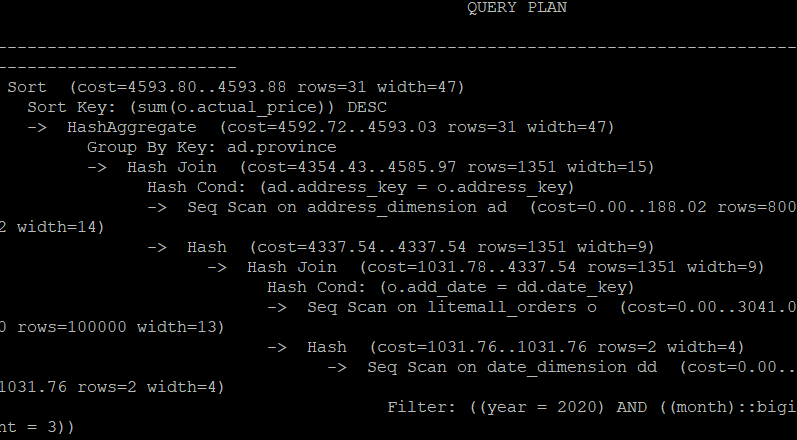 QUERY PLAN
--------------------------------------------------------------------------------
------------------------
Sort  (cost=4593.80..4593.88 rows=31 width=47)
Sort Key: (sum(o.actual_price)) DESC
->  HashAggregate  (cost=4592.72..4593.03 rows=31 width=47)
Group By Key: ad.province
->  Hash Join  (cost=4354.43..4585.97 rows=1351 width=15)
Hash Cond: (ad.address_key = o.address_key)
->  Seq Scan on address_dimension ad  (cost=0.00..188.02 rows=800
2 width=14)
->  Hash  (cost=4337.54..4337.54 rows=1351 width=9)
->  Hash Join  (cost=1031.78..4337.54 rows=1351 width=9)
Hash Cond: (o.add_date = dd.date_key)
->  Seq Scan on litemall_orders o  (cost=0.00..3041.0
0 rows=100000 width=13)
->  Hash  (cost=1031.76..1031.76 rows=2 width=4)
->  Seq Scan on date_dimension dd  (cost=0.00..
1031.76 rows=2 width=4)
Filter: ((year = 2020) AND ((month)::bigi
nt = 3))